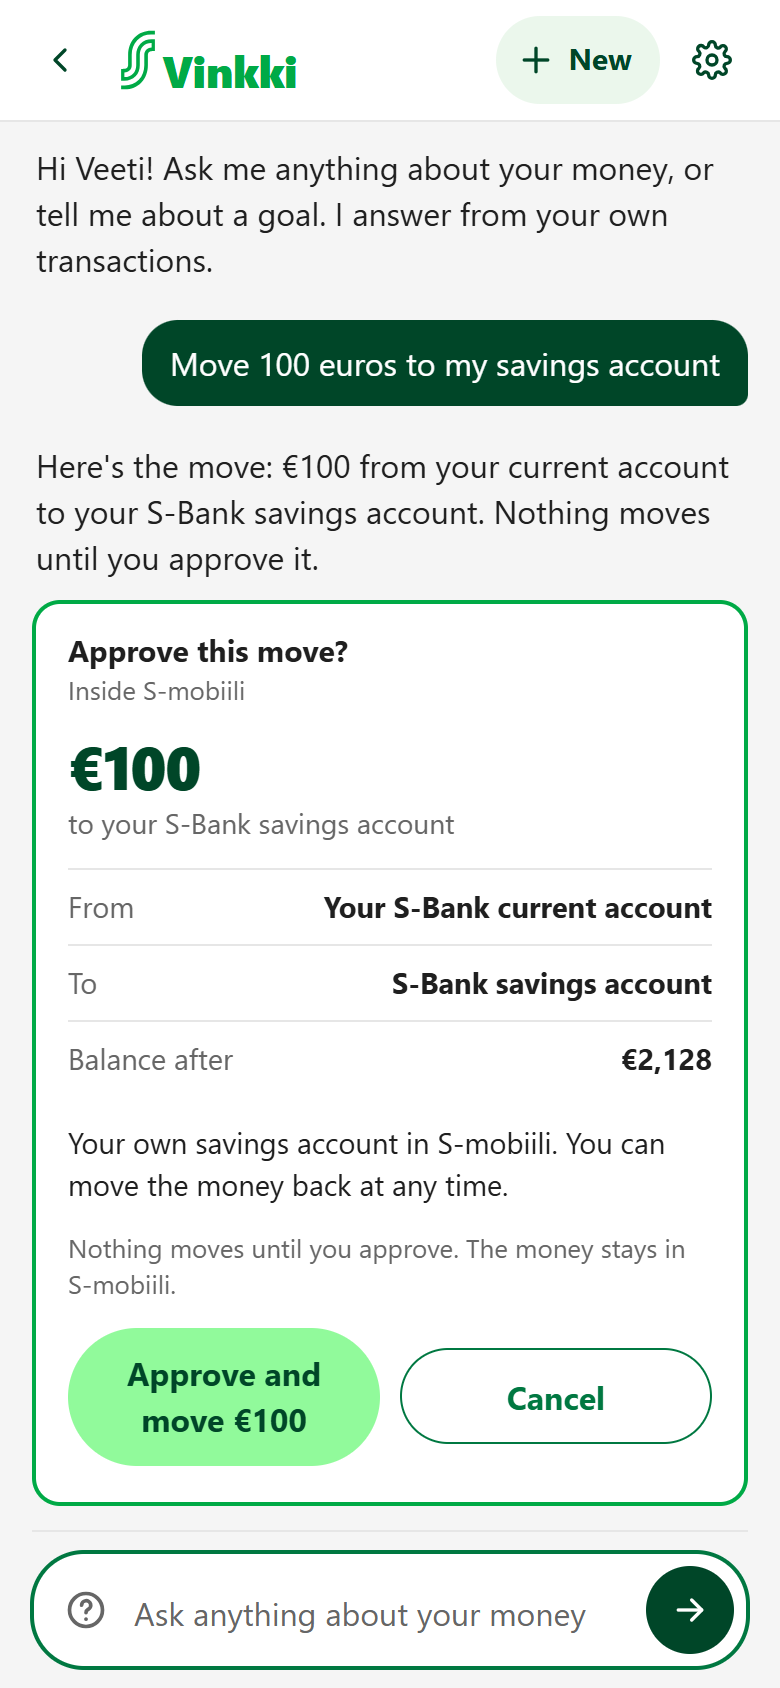 Vinkki
New
Hi Veeti! Ask me anything about your money, or
tell me about a goal. I answer from your own
transactions.
Move 100 euros to my savings account
Here's the move: €100 from your current account
to your S-Bank savings account. Nothing moves
until you approve it.
Approve this move?
Inside S-mobiili
€100
to your S-Bank savings account
From Your S-Bank current account
To S-Bank savings account
Balance after €2,128
Your own savings account in S-mobiili. You can
move the money back at any time.
Nothing moves until you approve. The money stays in
S-mobiili.
Approve and
move €100
Cancel
Ask anything about your money